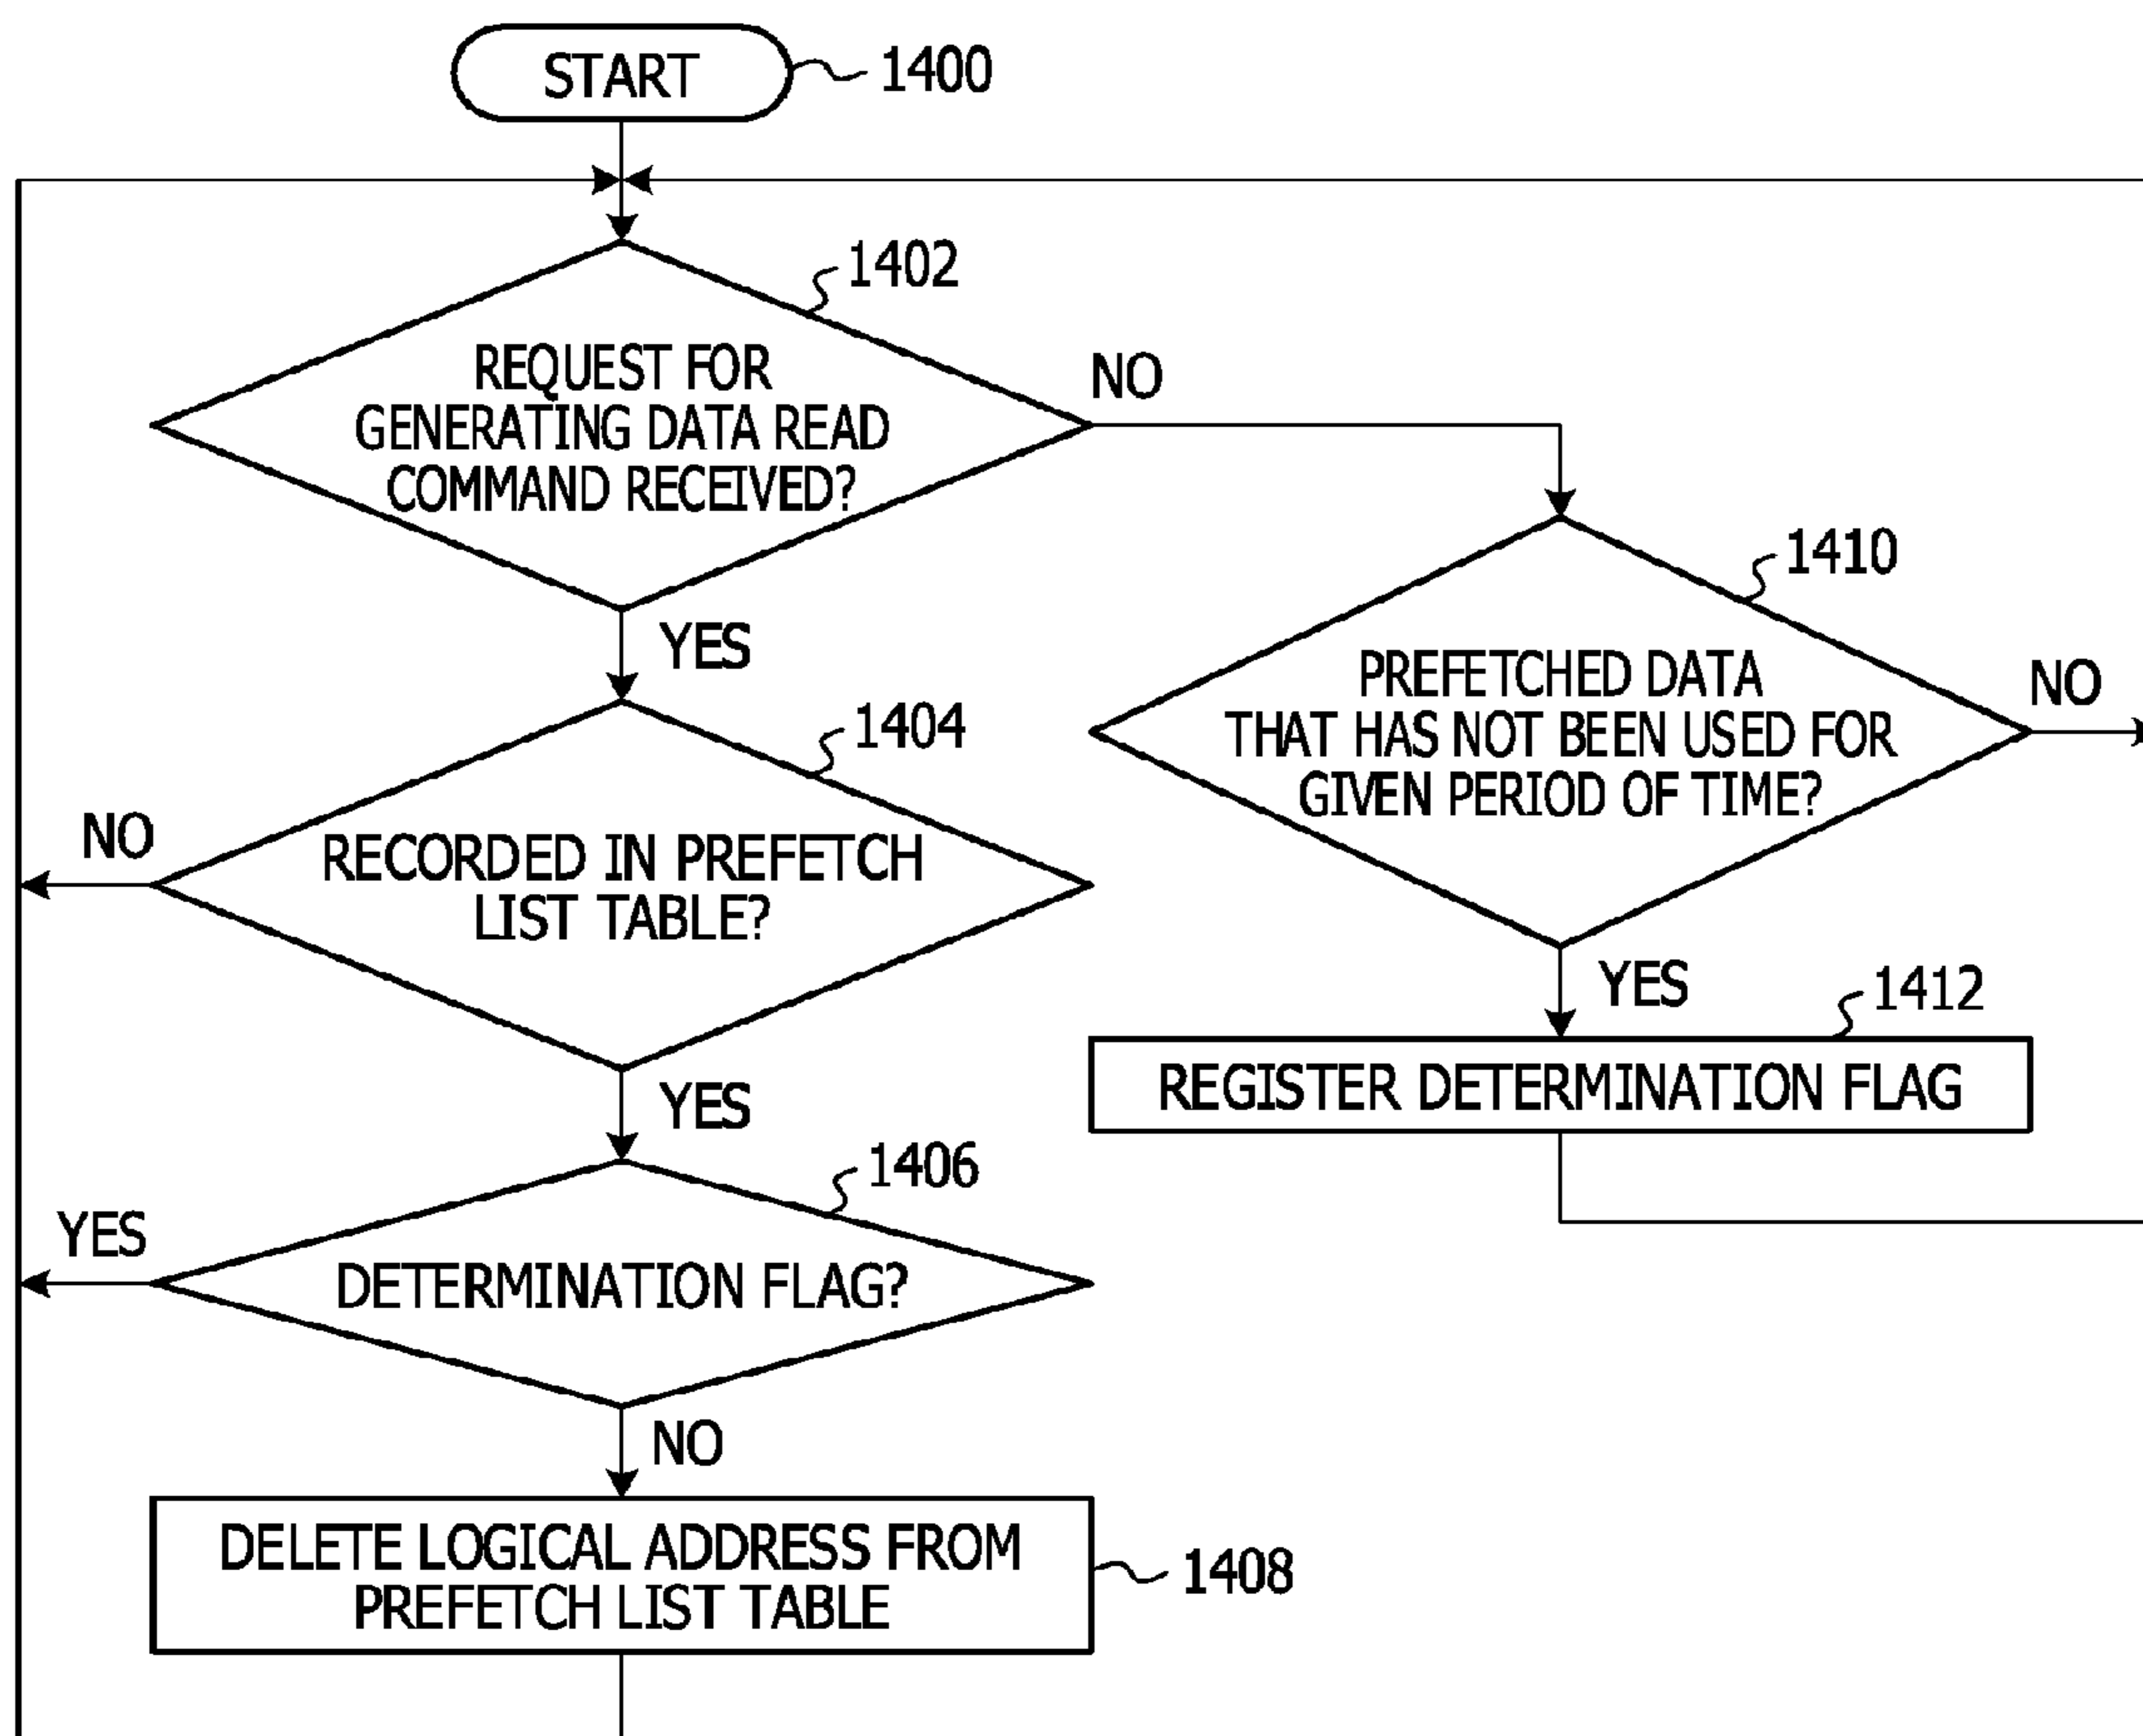 START
1400
1402
REQUEST FOR
GENERATING DATA READ
COMMAND RECEIVED?
NO
YES
1410
PREFETCHED DATA
THAT HAS NOT BEEN USED FOR
GIVEN PERIOD OF TIME?
NO
1404
RECORDED IN PREFETCH
LIST TABLE?
NO
YES
YES
1412
REGISTER DETERMINATION FLAG
1406
DETERMINATION FLAG?
YES
NO
DELETE LOGICAL ADDRESS FROM
PREFETCH LIST TABLE
1408